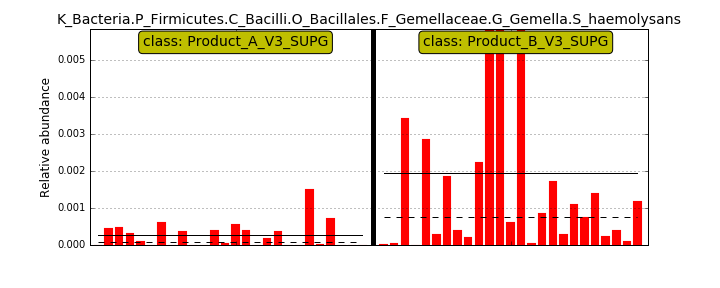 K_Bacteria.P_Firmicutes.C_Bacilli.O_Bacillales.F_Gemellaceae.G_Gemella.S_haemolysans
class: Product_A_V3_SUPG
class: Product_B_V3_SUPG
Relative abundance
0.005
0.004
0.003
0.002
0.001
0.000